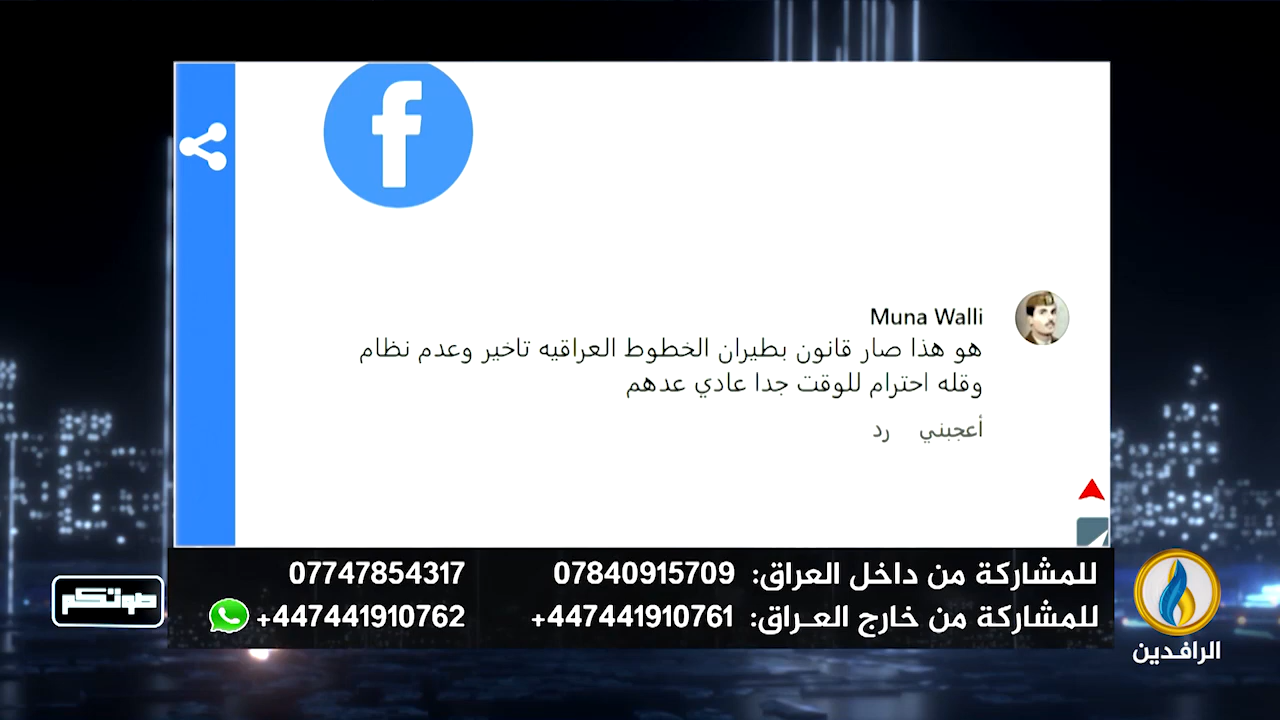 Muna Walli
هو هذا صار قانون بطيران الخطوط العراقيه تاخير وعدم نظام
وقله احترام للوقت جدا عادي عدهم
أعجبني رد
للمشاركة من داخل العراق: 07840915709 07747854317
للمشاركة من خارج العـراق: 447441910761+ 447441910762+
صوتكم
الرافدين